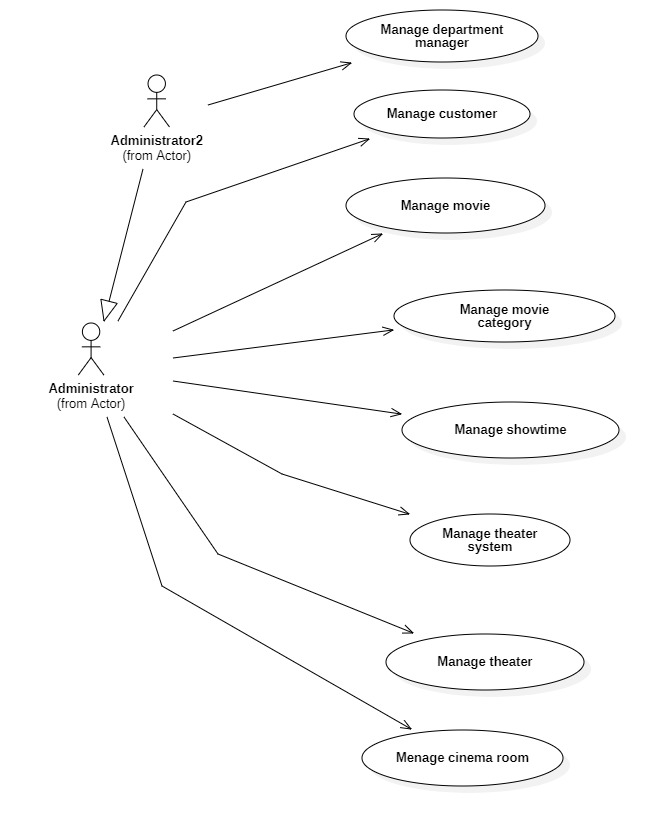 Manage department
manager
Manage customer
Administrator2
(from Actor)
Manage movie
Manage movie
category
Administrator
(from Actor)
Manage showtime
Manage theater
system
Manage theater
Menage cinema room